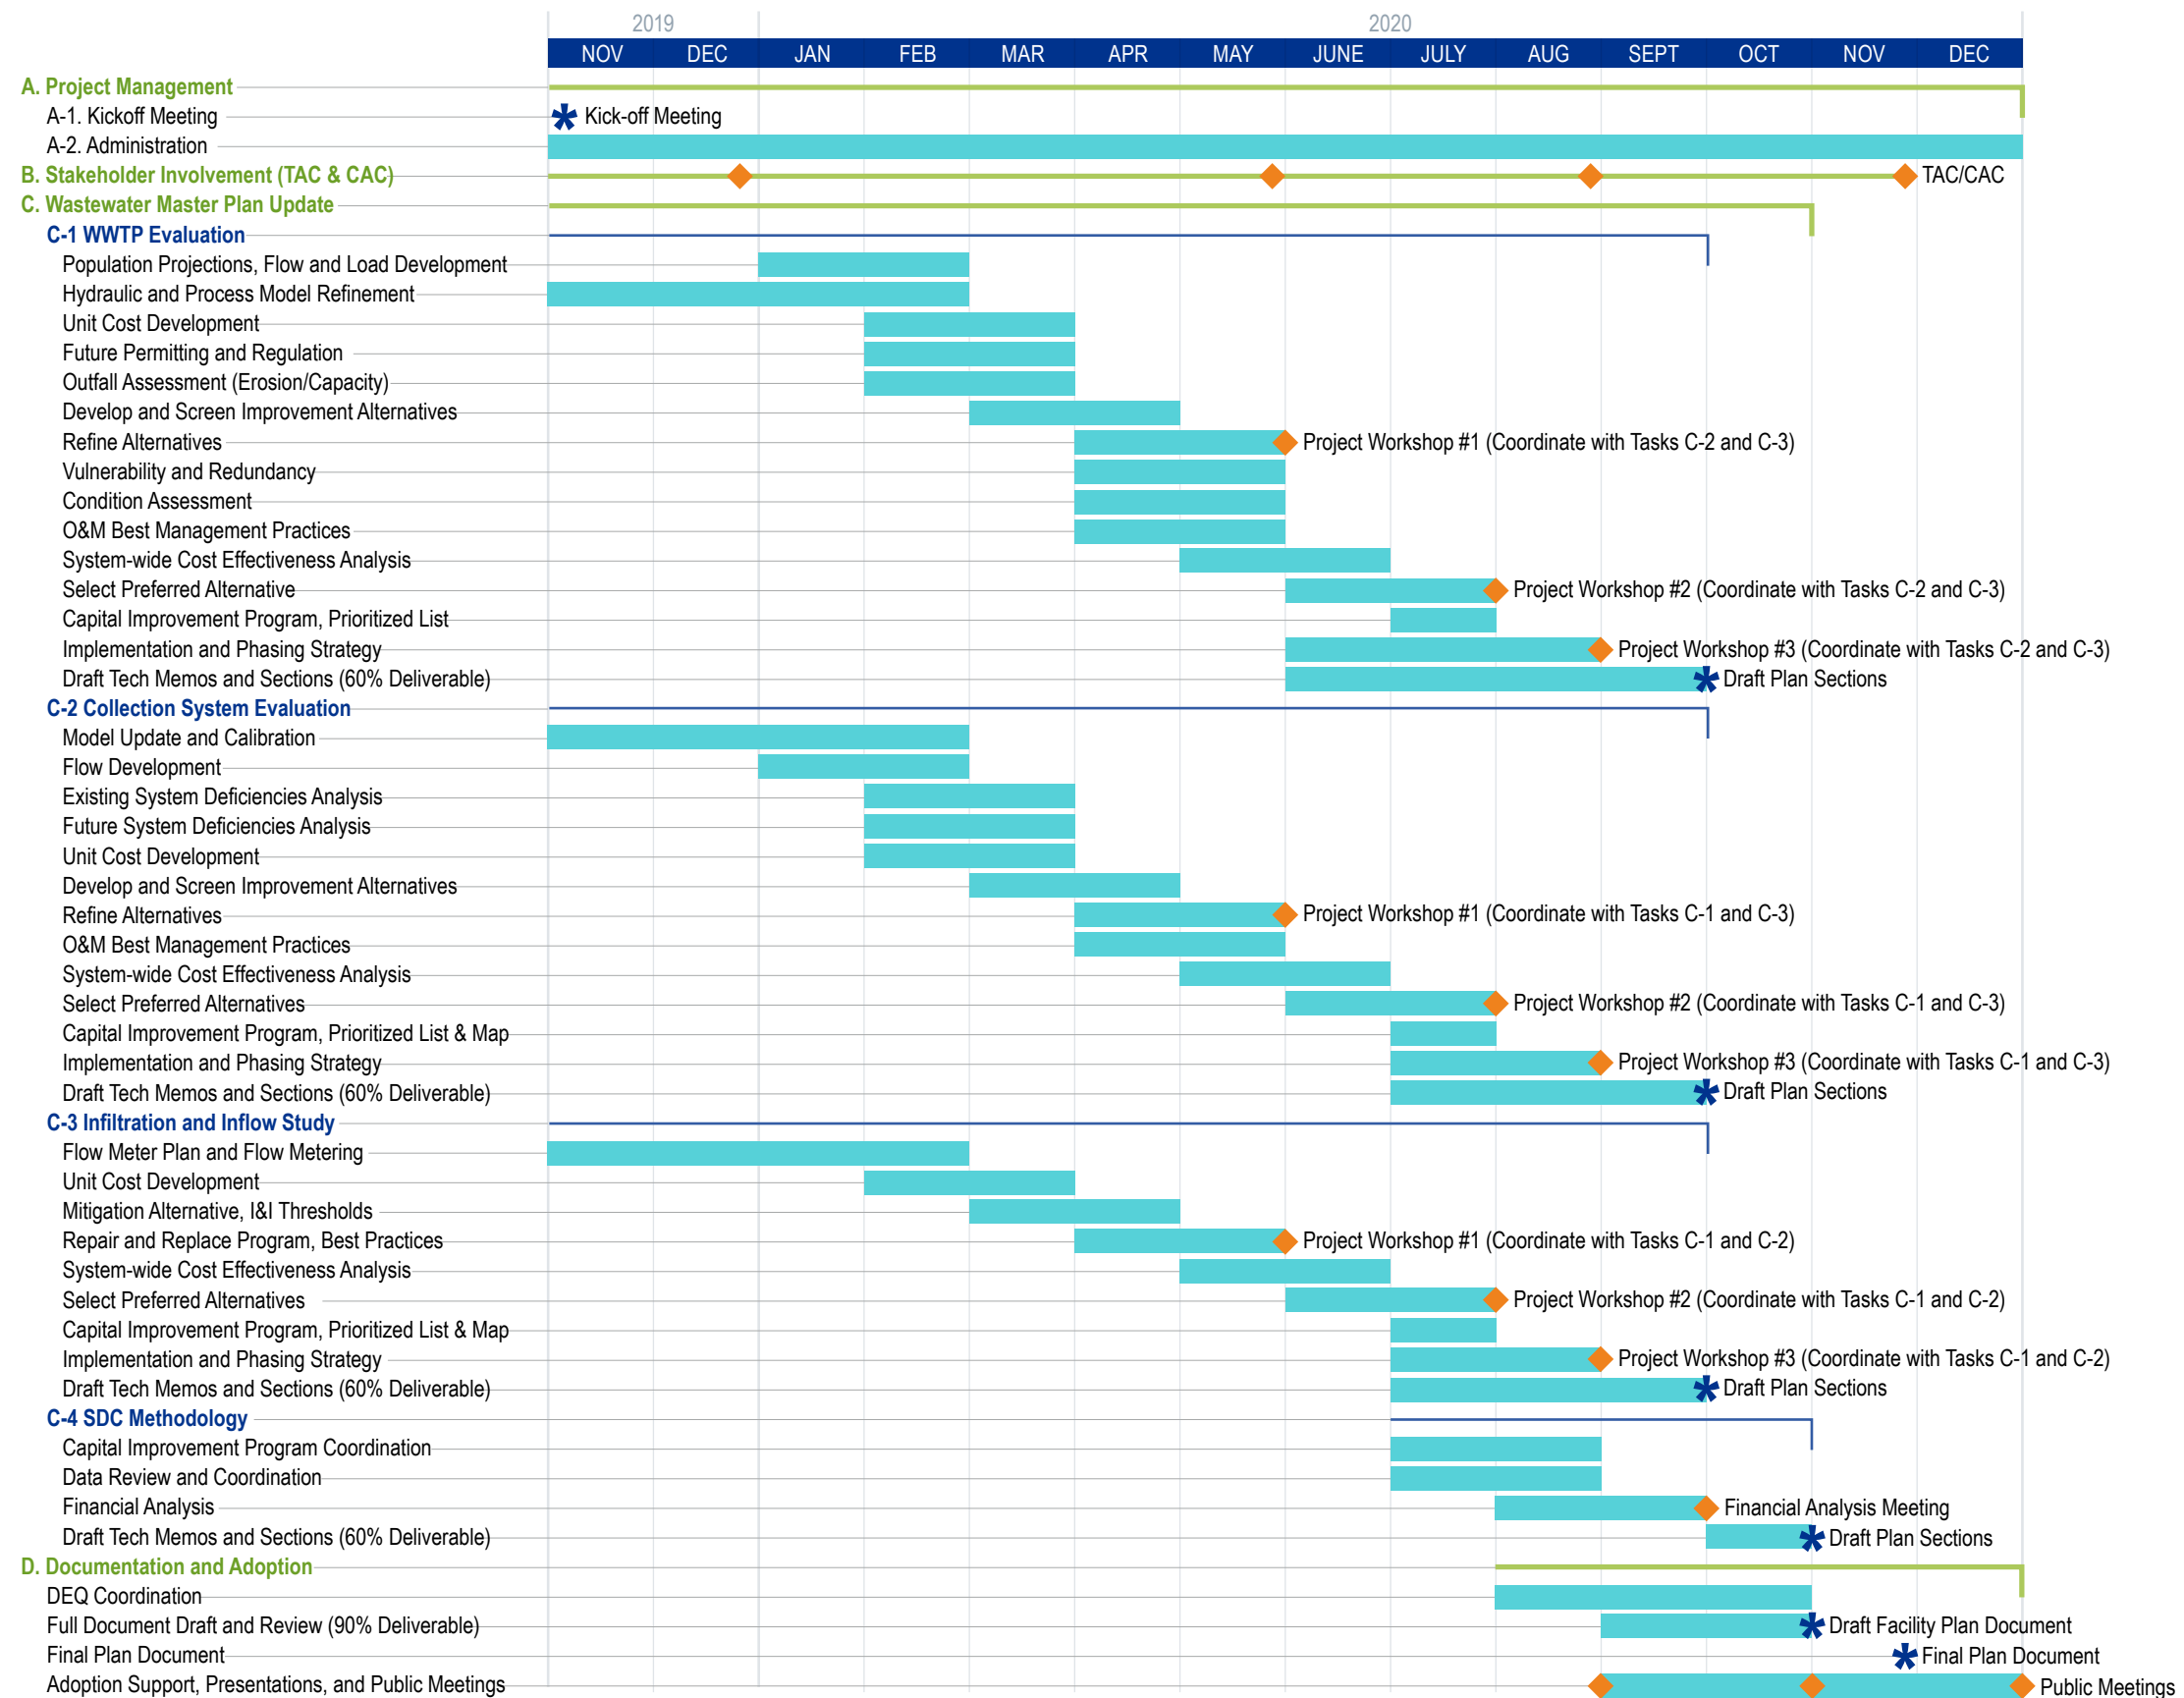 2019 2020
NOV DEC JAN FEB MAR APR MAY JUNE JULY AUG SEPT OCT NOV DEC
A. Project Management
A-1. Kickoff Meeting Kick-off Meeting
A-2. Administration
B. Stakeholder Involvement (TAC & CAC) TAC/CAC
C. Wastewater Master Plan Update
C-1 WWTP Evaluation
Population Projections, Flow and Load Development
Hydraulic and Process Model Refinement
Unit Cost Development
Future Permitting and Regulation
Outfall Assessment (Erosion/Capacity)
Develop and Screen Improvement Alternatives
Refine Alternatives Project Workshop #1 (Coordinate with Tasks C-2 and C-3)
Vulnerability and Redundancy
Condition Assessment
O&M Best Management Practices
System-wide Cost Effectiveness Analysis
Select Preferred Alternative Project Workshop #2 (Coordinate with Tasks C-2 and C-3)
Capital Improvement Program, Prioritized List
Implementation and Phasing Strategy Project Workshop #3 (Coordinate with Tasks C-2 and C-3)
Draft Tech Memos and Sections (60% Deliverable) Draft Plan Sections
C-2 Collection System Evaluation
Model Update and Calibration
Flow Development
Existing System Deficiencies Analysis
Future System Deficiencies Analysis
Unit Cost Development
Develop and Screen Improvement Alternatives
Refine Alternatives Project Workshop #1 (Coordinate with Tasks C-1 and C-3)
O&M Best Management Practices
System-wide Cost Effectiveness Analysis
Select Preferred Alternatives Project Workshop #2 (Coordinate with Tasks C-1 and C-3)
Capital Improvement Program, Prioritized List & Map
Implementation and Phasing Strategy Project Workshop #3 (Coordinate with Tasks C-1 and C-3)
Draft Tech Memos and Sections (60% Deliverable) Draft Plan Sections
C-3 Infiltration and Inflow Study
Flow Meter Plan and Flow Metering
Unit Cost Development
Mitigation Alternative, I&I Thresholds
Repair and Replace Program, Best Practices Project Workshop #1 (Coordinate with Tasks C-1 and C-2)
System-wide Cost Effectiveness Analysis
Select Preferred Alternatives Project Workshop #2 (Coordinate with Tasks C-1 and C-2)
Capital Improvement Program, Prioritized List & Map
Implementation and Phasing Strategy Project Workshop #3 (Coordinate with Tasks C-1 and C-2)
Draft Tech Memos and Sections (60% Deliverable) Draft Plan Sections
C-4 SDC Methodology
Capital Improvement Program Coordination
Data Review and Coordination
Financial Analysis Financial Analysis Meeting
Draft Tech Memos and Sections (60% Deliverable) Draft Plan Sections
D. Documentation and Adoption
DEQ Coordination
Full Document Draft and Review (90% Deliverable) Draft Facility Plan Document
Final Plan Document Final Plan Document
Adoption Support, Presentations, and Public Meetings Public Meetings